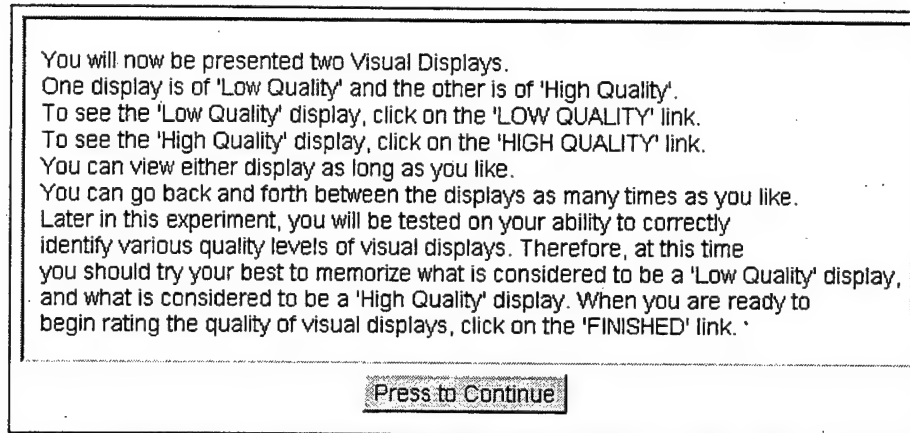 You will now be presented two Visual Displays.
One display is of 'Low Quality' and the other is of 'High Quality'.
To see the 'Low Quality' display, click on the 'LOW QUALITY' link.
To see the 'High Quality' display, click on the 'HIGH QUALITY' link.
You can view either display as long as you like.
You can go back and forth between the displays as many times as you like.
Later in this experiment, you will be tested on your ability to correctly
identify various quality levels of visual displays. Therefore, at this time
you should try your best to memorize what is considered to be a 'Low Quality' display,
and what is considered to be a 'High Quality' display. When you are ready to
begin rating the quality of visual displays, click on the 'FINISHED' link.
Press to Continue